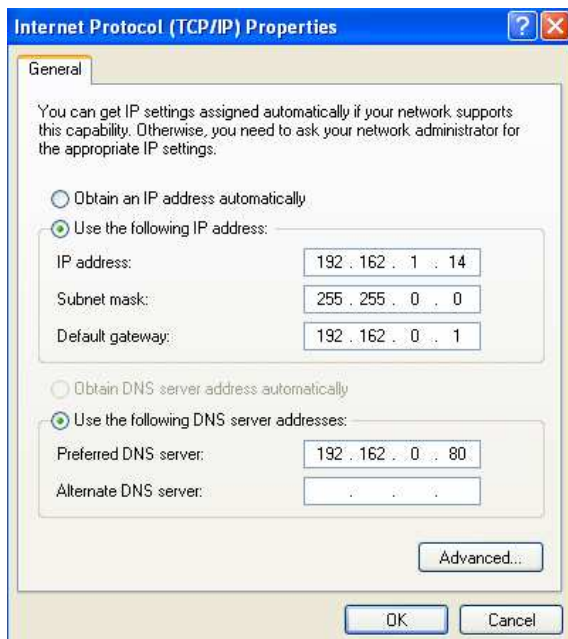 Internet Protocol (TCP/IP) Properties
General
You can get IP settings assigned automatically if your network supports
this capability. Otherwise, you need to ask your network administrator for
the appropriate IP settings.
Obtain an IP address automatically
Use the following IP address:
IP address: 192 . 162 . 1 . 14
Subnet mask: 255 . 255 . 0 . 0
Default gateway: 192 . 162 . 0 . 1
Obtain DNS server address automatically
Use the following DNS server addresses:
Preferred DNS server: 192 . 162 . 0 . 80
Alternate DNS server: . . .
Advanced...
OK Cancel